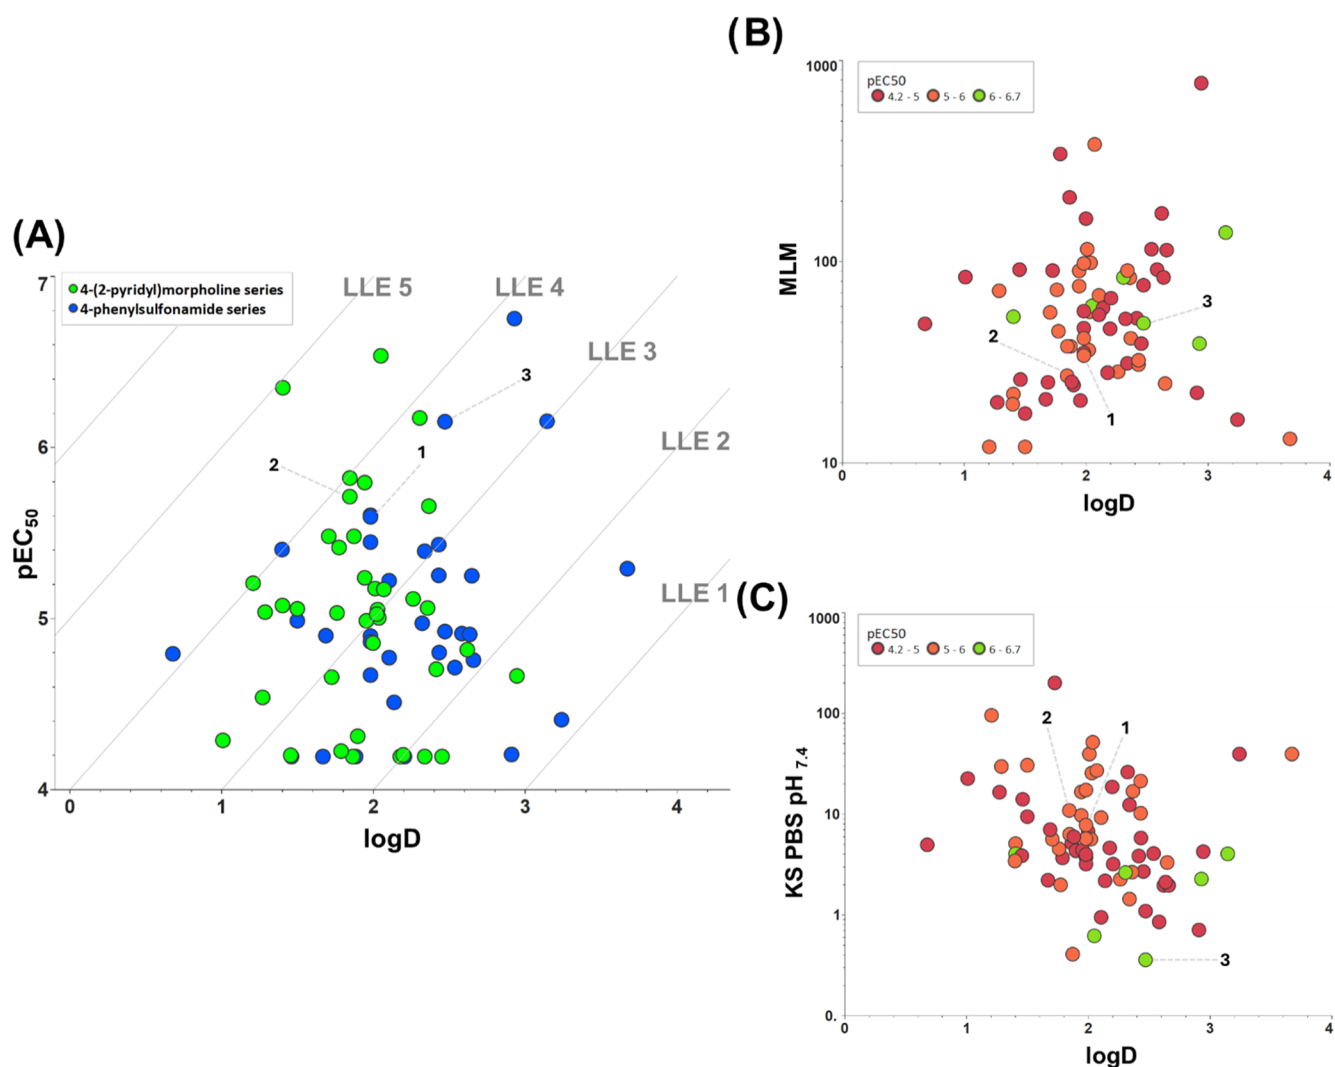 (A)
7
4-(2-pyridyl)morpholine series
4-phenylsulfonamide series
LLE 5
LLE 4
LLE 3
LLE 2
LLE 1
3
1
2
6
5
4
pEC50
0
1
2
3
4
logD
(B)
1000
pEC50
4.2 - 5
5 - 6
6 - 6.7
100
10
MLM
3
2
1
0
1
2
3
4
logD
(C)
1000
pEC50
4.2 - 5
5 - 6
6 - 6.7
100
10
1
0.
KS PBS pH 7.4
2
1
3
0
1
2
3
4
logD